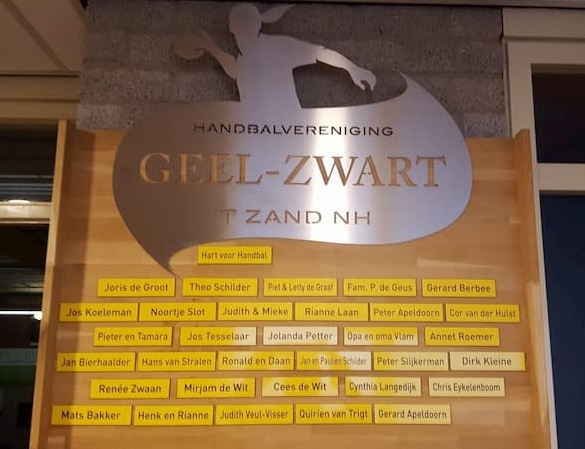 HANDBALVERENIGING
GEEL-ZWART
'T ZAND NH
Hart voor Handbal
Joris de Groot Theo Schilder Piet & Letty de Graaf Fam. P. de Geus Gerard Berbee
Jos Koeleman Noortje Slot Judith & Mieke Rianne Laan Peter Apeldoorn Cor van der Hulst
Pieter en Tamara Jos Tesselaar Jolanda Petter Opa en oma Vlam Annet Roemer
Jan Bierhaalder Hans van Stralen Ronald en Daan Jan en Paulien Schilder Peter Slijkerman Dirk Kleine
Renée Zwaan Mirjam de Wit Cees de Wit Cynthia Langedijk Chris Eykelenboom
Mats Bakker Henk en Rianne Judith Veul-Visser Quirien van Trigt Gerard Apeldoorn